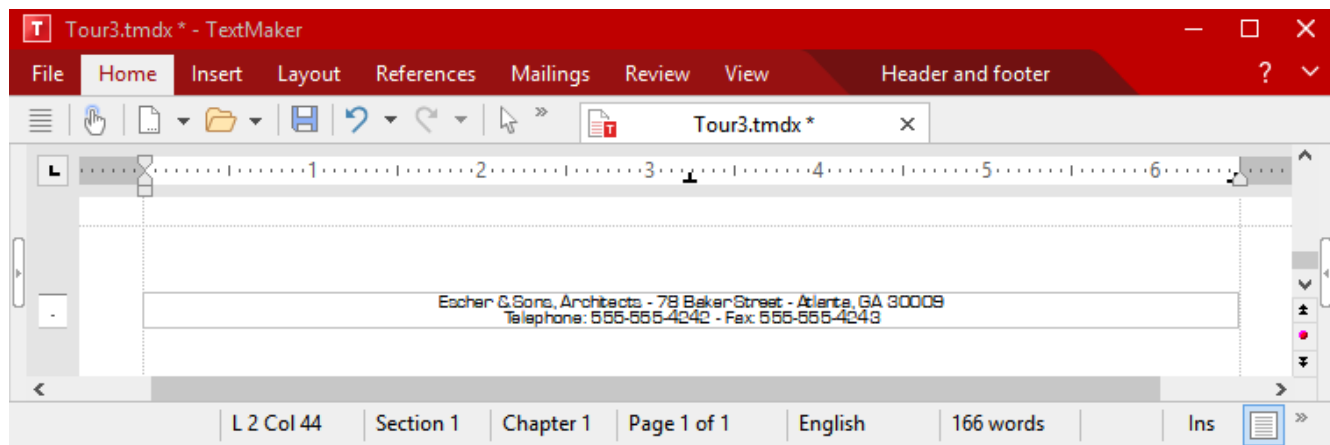 T Tour3.tmdx * - TextMaker
File Home Insert Layout References Mailings Review View Header and footer ?
T Tour3.tmdx *
L 1 2 3 4 5 6
Escher & Sons, Architects - 78 Baker Street - Atlanta, GA 30009
Telephone: 555-555-4242 - Fax: 555-555-4243
L 2 Col 44 Section 1 Chapter 1 Page 1 of 1 English 166 words Ins